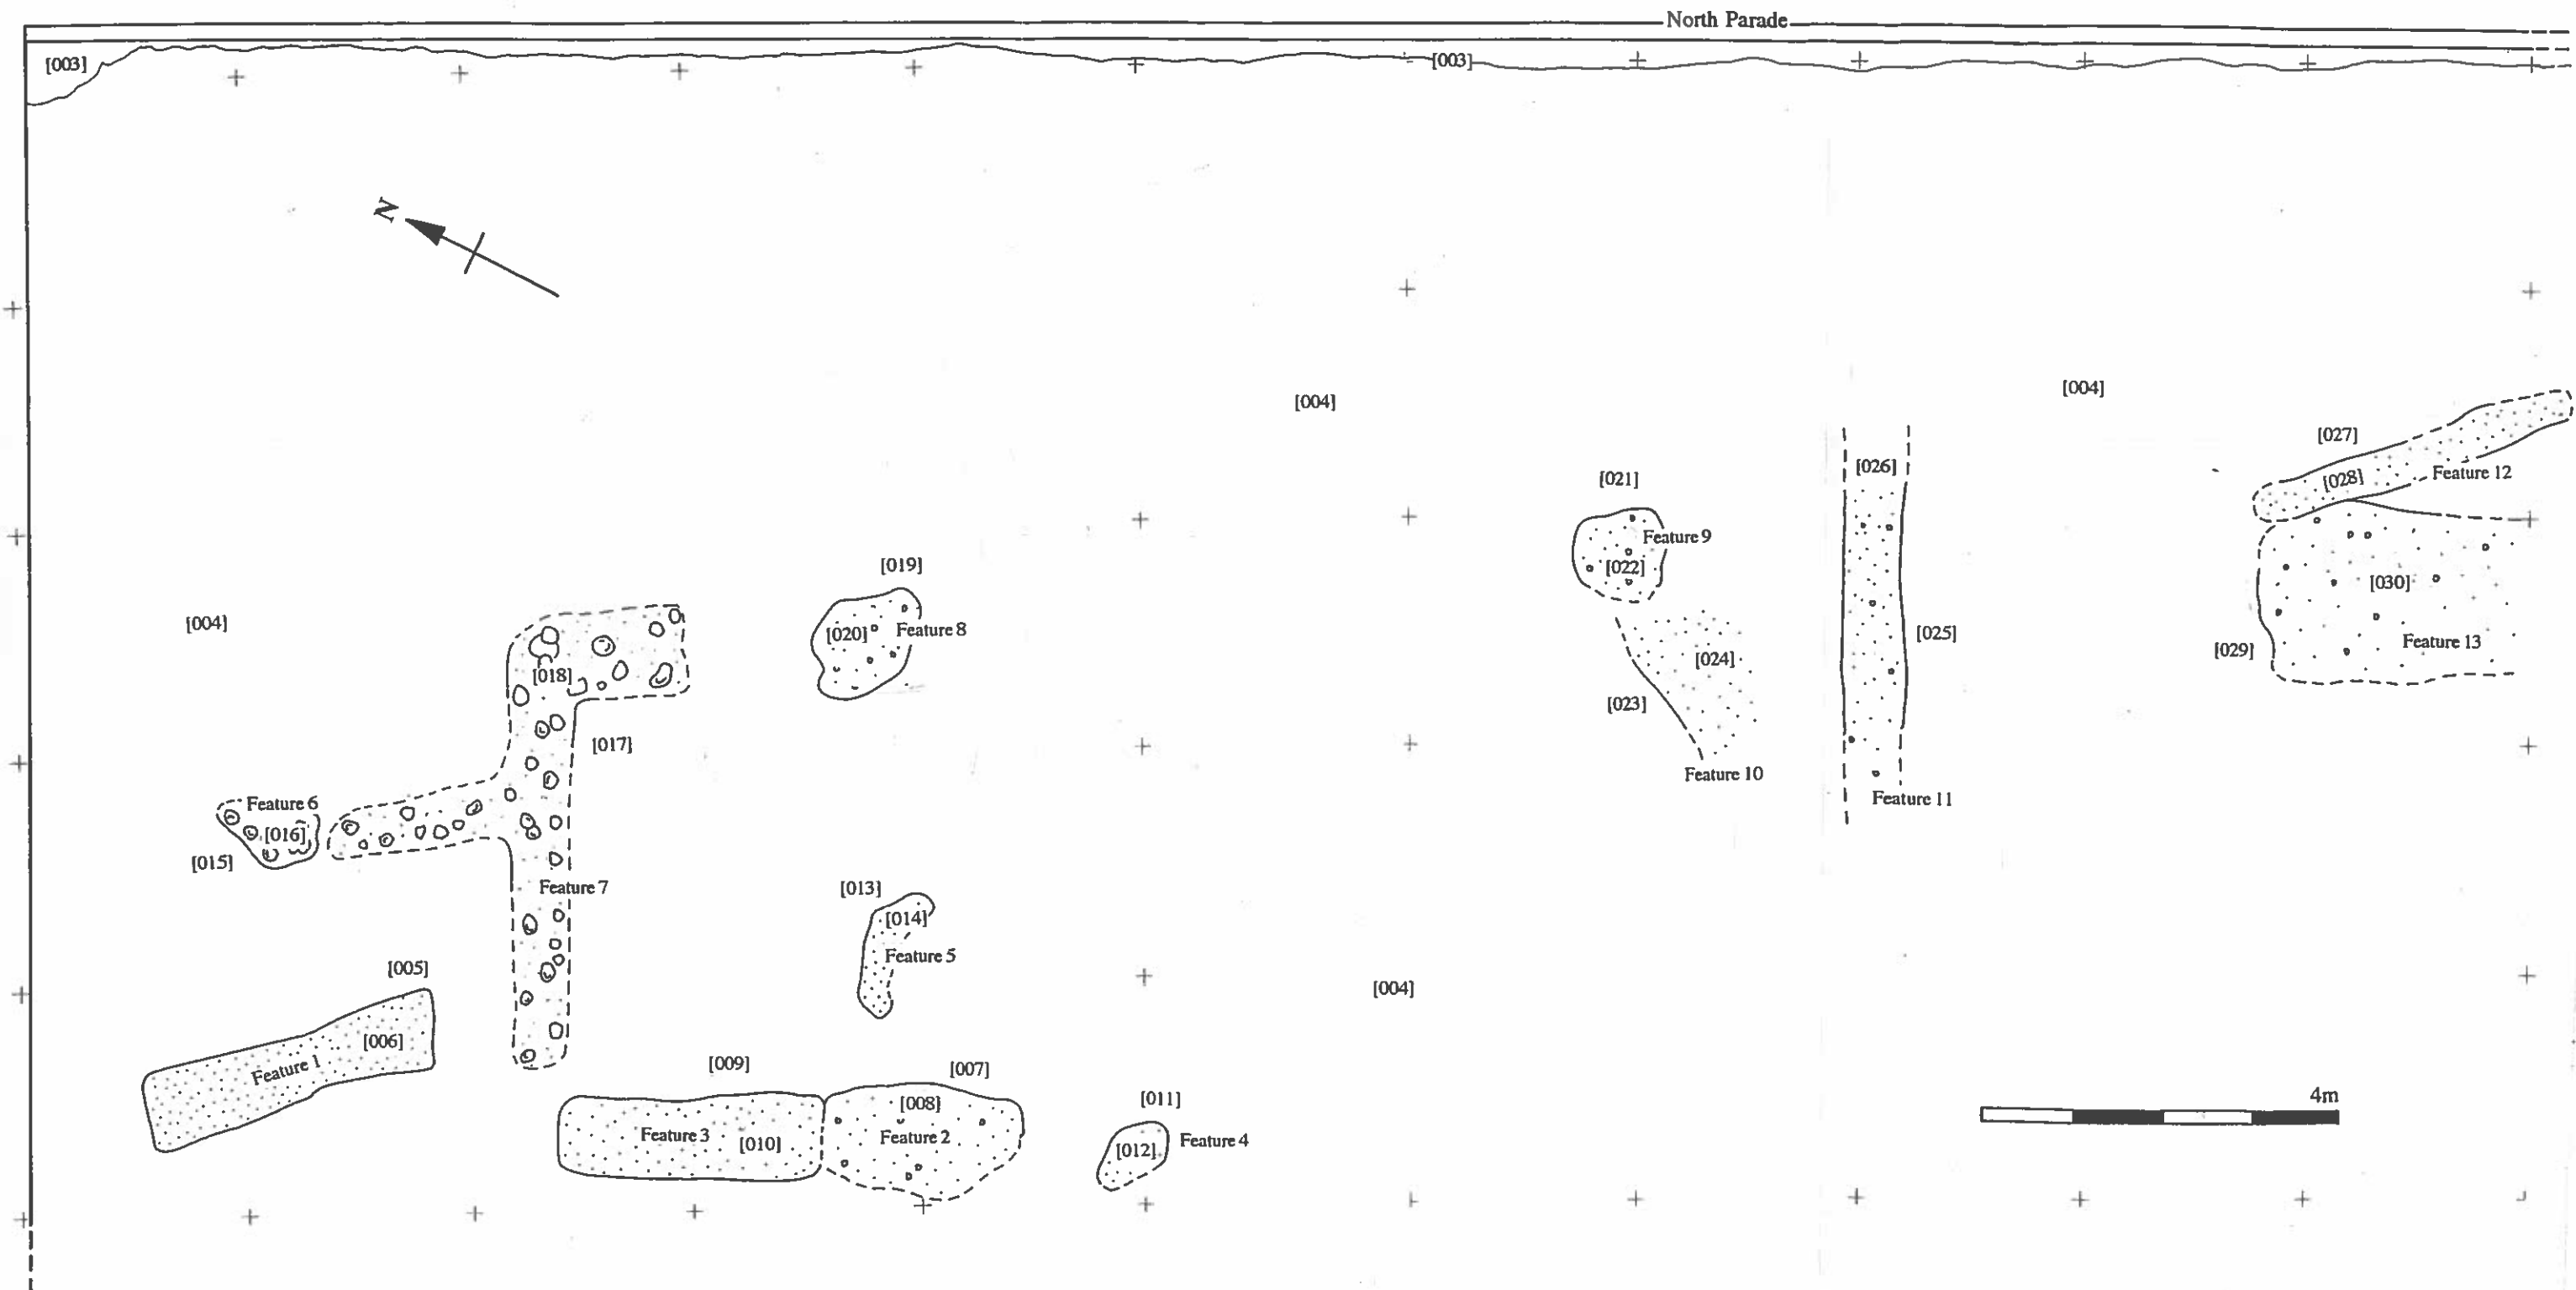 North Parade
[003]
[003]
N
[004]
[004]
[027]
[026]
[028]
Feature 12
[021]
Feature 9
[022]
[019]
[020]
Feature 8
[030]
[004]
[025]
[029]
Feature 13
[024]
[018]
[023]
[017]
Feature 10
Feature 6
Feature 11
[016]
[015]
Feature 7
[013]
[014]
Feature 5
[005]
[004]
[006]
Feature 1
[009]
[007]
[008]
[011]
4m
Feature 3
[010]
Feature 2
[012]
Feature 4